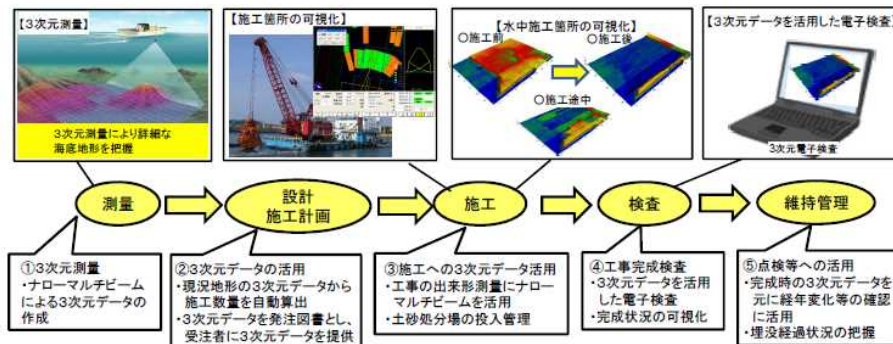 【3次元測量】
3次元測量により詳細な
海底地形を把握
【施工箇所の可視化】
【水中施工箇所の可視化】
○施工前
○施工後
○施工途中
【3次元データを活用した電子検査】
3次元電子検査
測量
設計
施工計画
施工
検査
維持管理
①3次元測量
・ナローマルチビーム
による3次元データの
作成
②3次元データの活用
・現況地形の3次元データから
施工数量を自動算出
・3次元データを発注図書とし、
受注者に3次元データを提供
③施工への3次元データ活用
・工事の出来形測量にナロー
マルチビームを活用
・土砂処分場の投入管理
④工事完成検査
・3次元データを活用
した電子検査
・完成状況の可視化
⑤点検等への活用
・完成時の3次元データを
元に経年変化等の確認
に活用
・埋没経過状況の把握